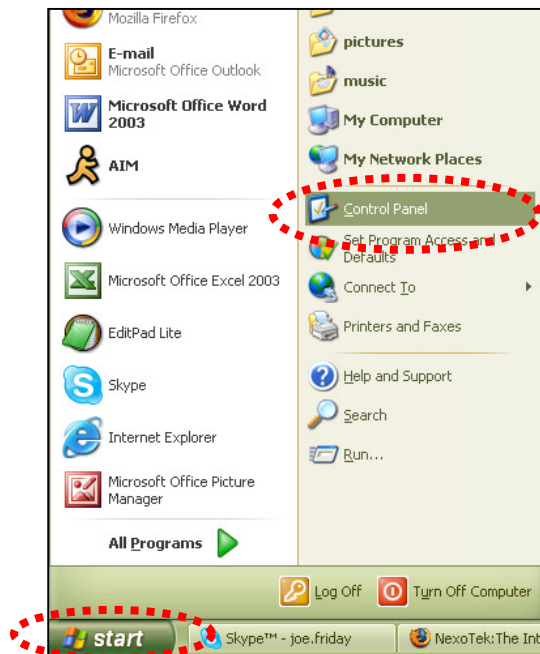 Mozilla Firefox
E-mail
Microsoft Office Outlook
Microsoft Office Word
2003
AIM
Windows Media Player
Microsoft Office Excel 2003
EditPad Lite
Skype
Internet Explorer
Microsoft Office Picture
Manager
All Programs
pictures
music
My Computer
My Network Places
Control Panel
Set Program Access and
Defaults
Connect To
Printers and Faxes
Help and Support
Search
Run...
Log Off
Turn Off Computer
start
Skype™ - joe.friday
NexoTek:The Int